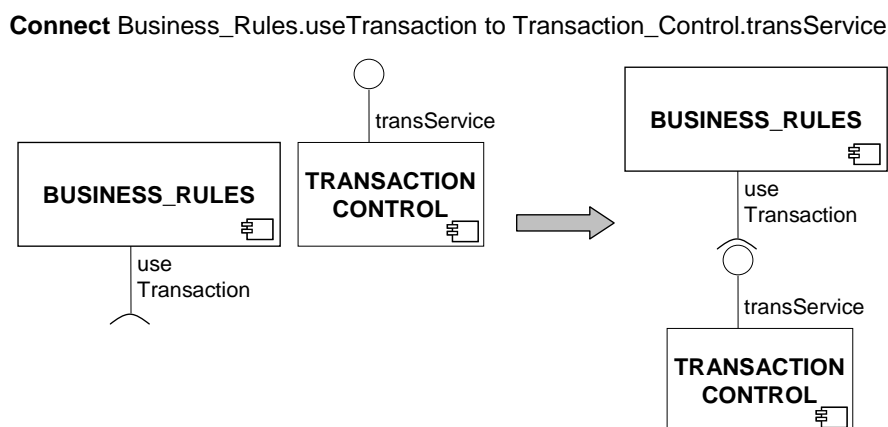 Connect Business_Rules.useTransaction to Transaction_Control.transService
transService
BUSINESS_RULES
TRANSACTION
CONTROL
use
Transaction
BUSINESS_RULES
use
Transaction
transService
TRANSACTION
CONTROL